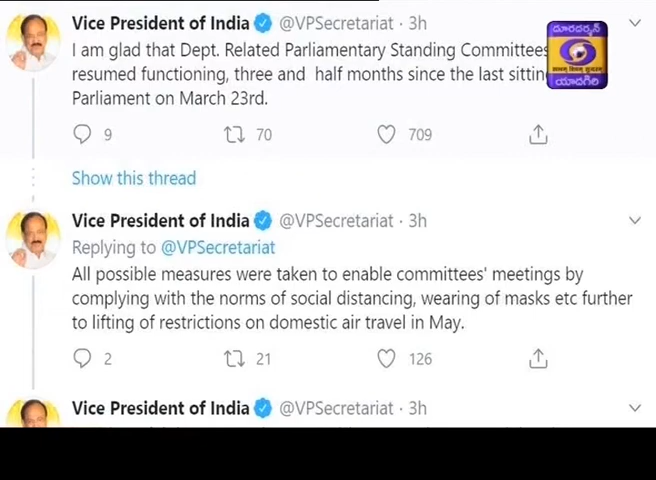 Vice President of India @VPSecretariat · 3h
I am glad that Dept. Related Parliamentary Standing Committees
resumed functioning, three and half months since the last sittin
Parliament on March 23rd.
9 70 709
Show this thread
Vice President of India @VPSecretariat · 3h
Replying to @VPSecretariat
All possible measures were taken to enable committees' meetings by
complying with the norms of social distancing, wearing of masks etc further
to lifting of restrictions on domestic air travel in May.
2 21 126
Vice President of India @VPSecretariat · 3h
దూరదర్శన్
యాదగిరి